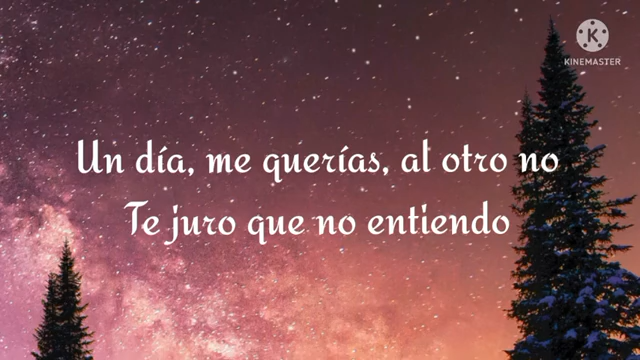 KINEMASTER
Un día, me querías, al otro no
Te juro que no entiendo